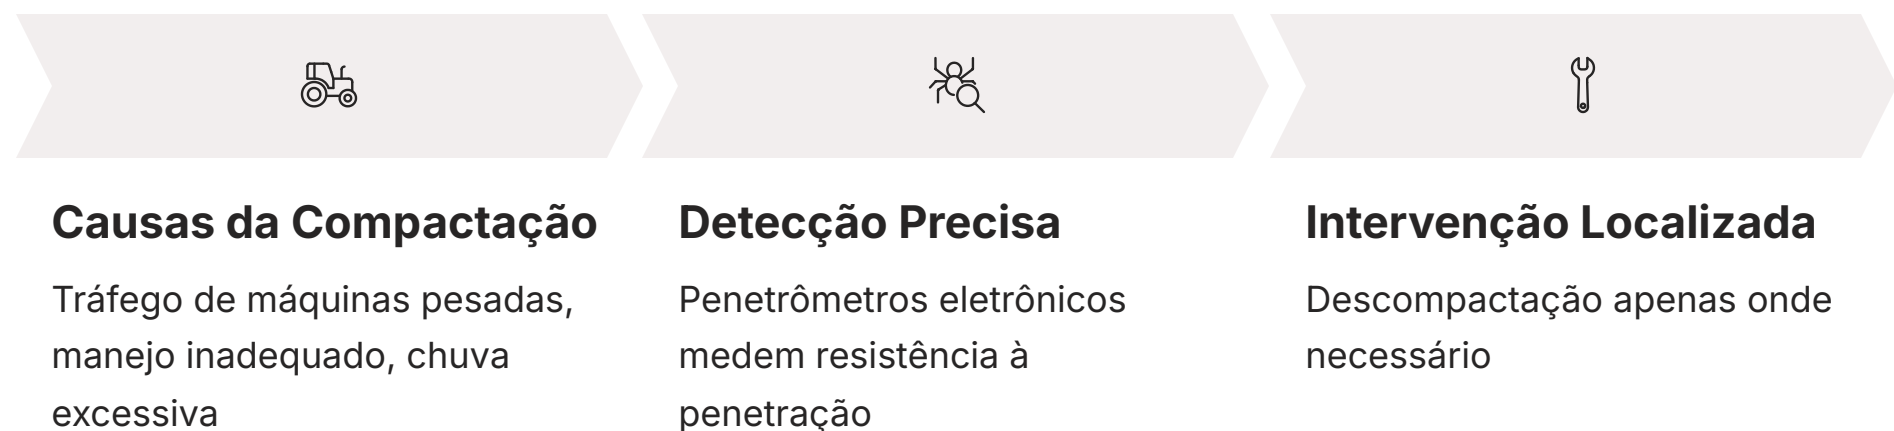 Causas da Compactação
Tráfego de máquinas pesadas,
manejo inadequado, chuva
excessiva
Detecção Precisa
Penetrômetros eletrônicos
medem resistência à
penetração
Intervenção Localizada
Descompactação apenas onde
necessário